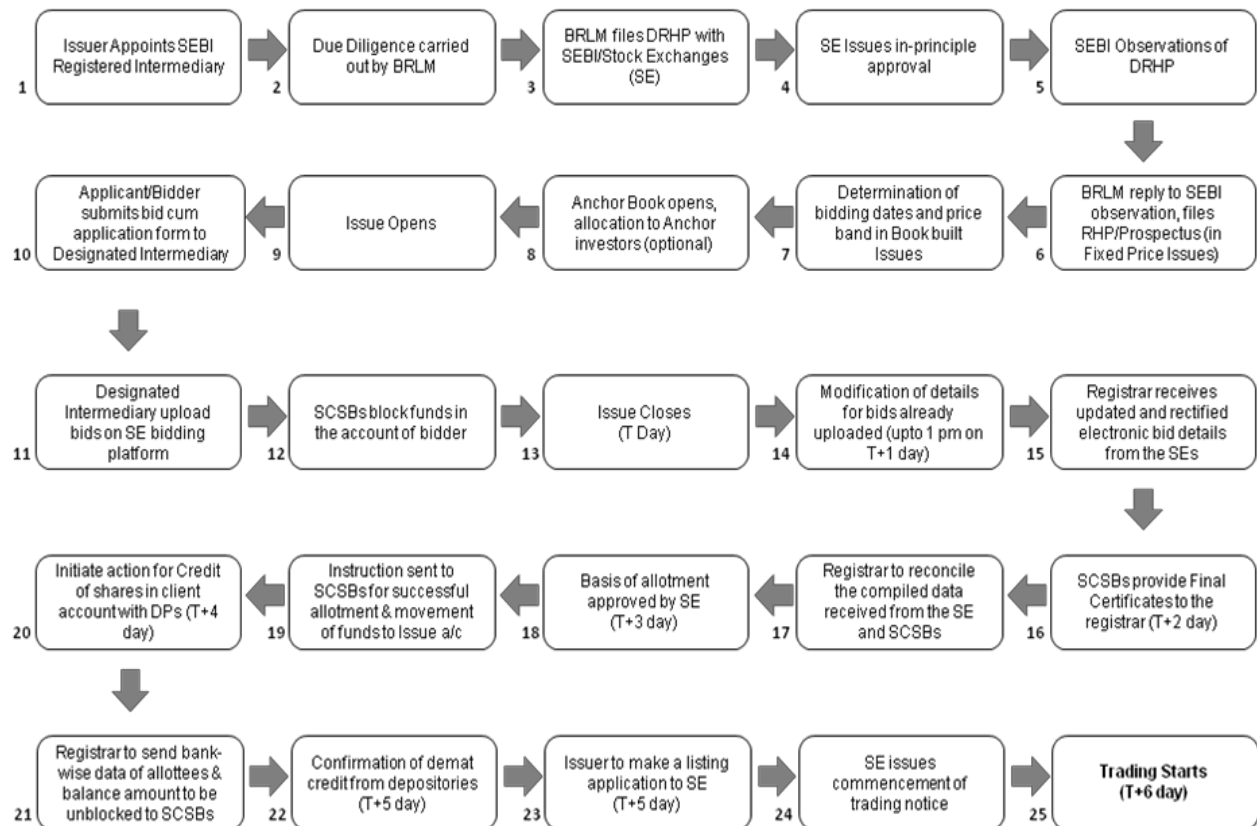 Issuer Appoints SEBI
Registered Intermediary
1
Due Diligence carried
out by BRLM
2
BRLM files DRHP with
SEBI/Stock Exchanges
(SE)
3
SE Issues in-principle
approval
4
SEBI Observations of
DRHP
5
BRLM reply to SEBI
observation, files
RHP/Prospectus (in
Fixed Price Issues)
6
Determination of
bidding dates and price
band in Book built
Issues
7
Anchor Book opens,
allocation to Anchor
investors (optional)
8
Issue Opens
9
Applicant/Bidder
submits bid cum
application form to
Designated Intermediary
10
Designated
Intermediary upload
bids on SE bidding
platform
11
SCSBs block funds in
the account of bidder
12
Issue Closes
(T Day)
13
Modification of details
for bids already
uploaded (upto 1 pm on
T+1 day)
14
Registrar receives
updated and rectified
electronic bid details
from the SEs
15
SCSBs provide Final
Certificates to the
registrar (T+2 day)
16
Registrar to reconcile
the compiled data
received from the SE
and SCSBs
17
Basis of allotment
approved by SE
(T+3 day)
18
Instruction sent to
SCSBs for successful
allotment & movement
of funds to Issue a/c
19
Initiate action for Credit
of shares in client
account with DPs (T+4
day)
20
Registrar to send bank-
wise data of allottees &
balance amount to be
unblocked to SCSBs
21
Confirmation of demat
credit from depositories
(T+5 day)
22
Issuer to make a listing
application to SE
(T+5 day)
23
SE issues
commencement of
trading notice
24
Trading Starts
(T+6 day)
25